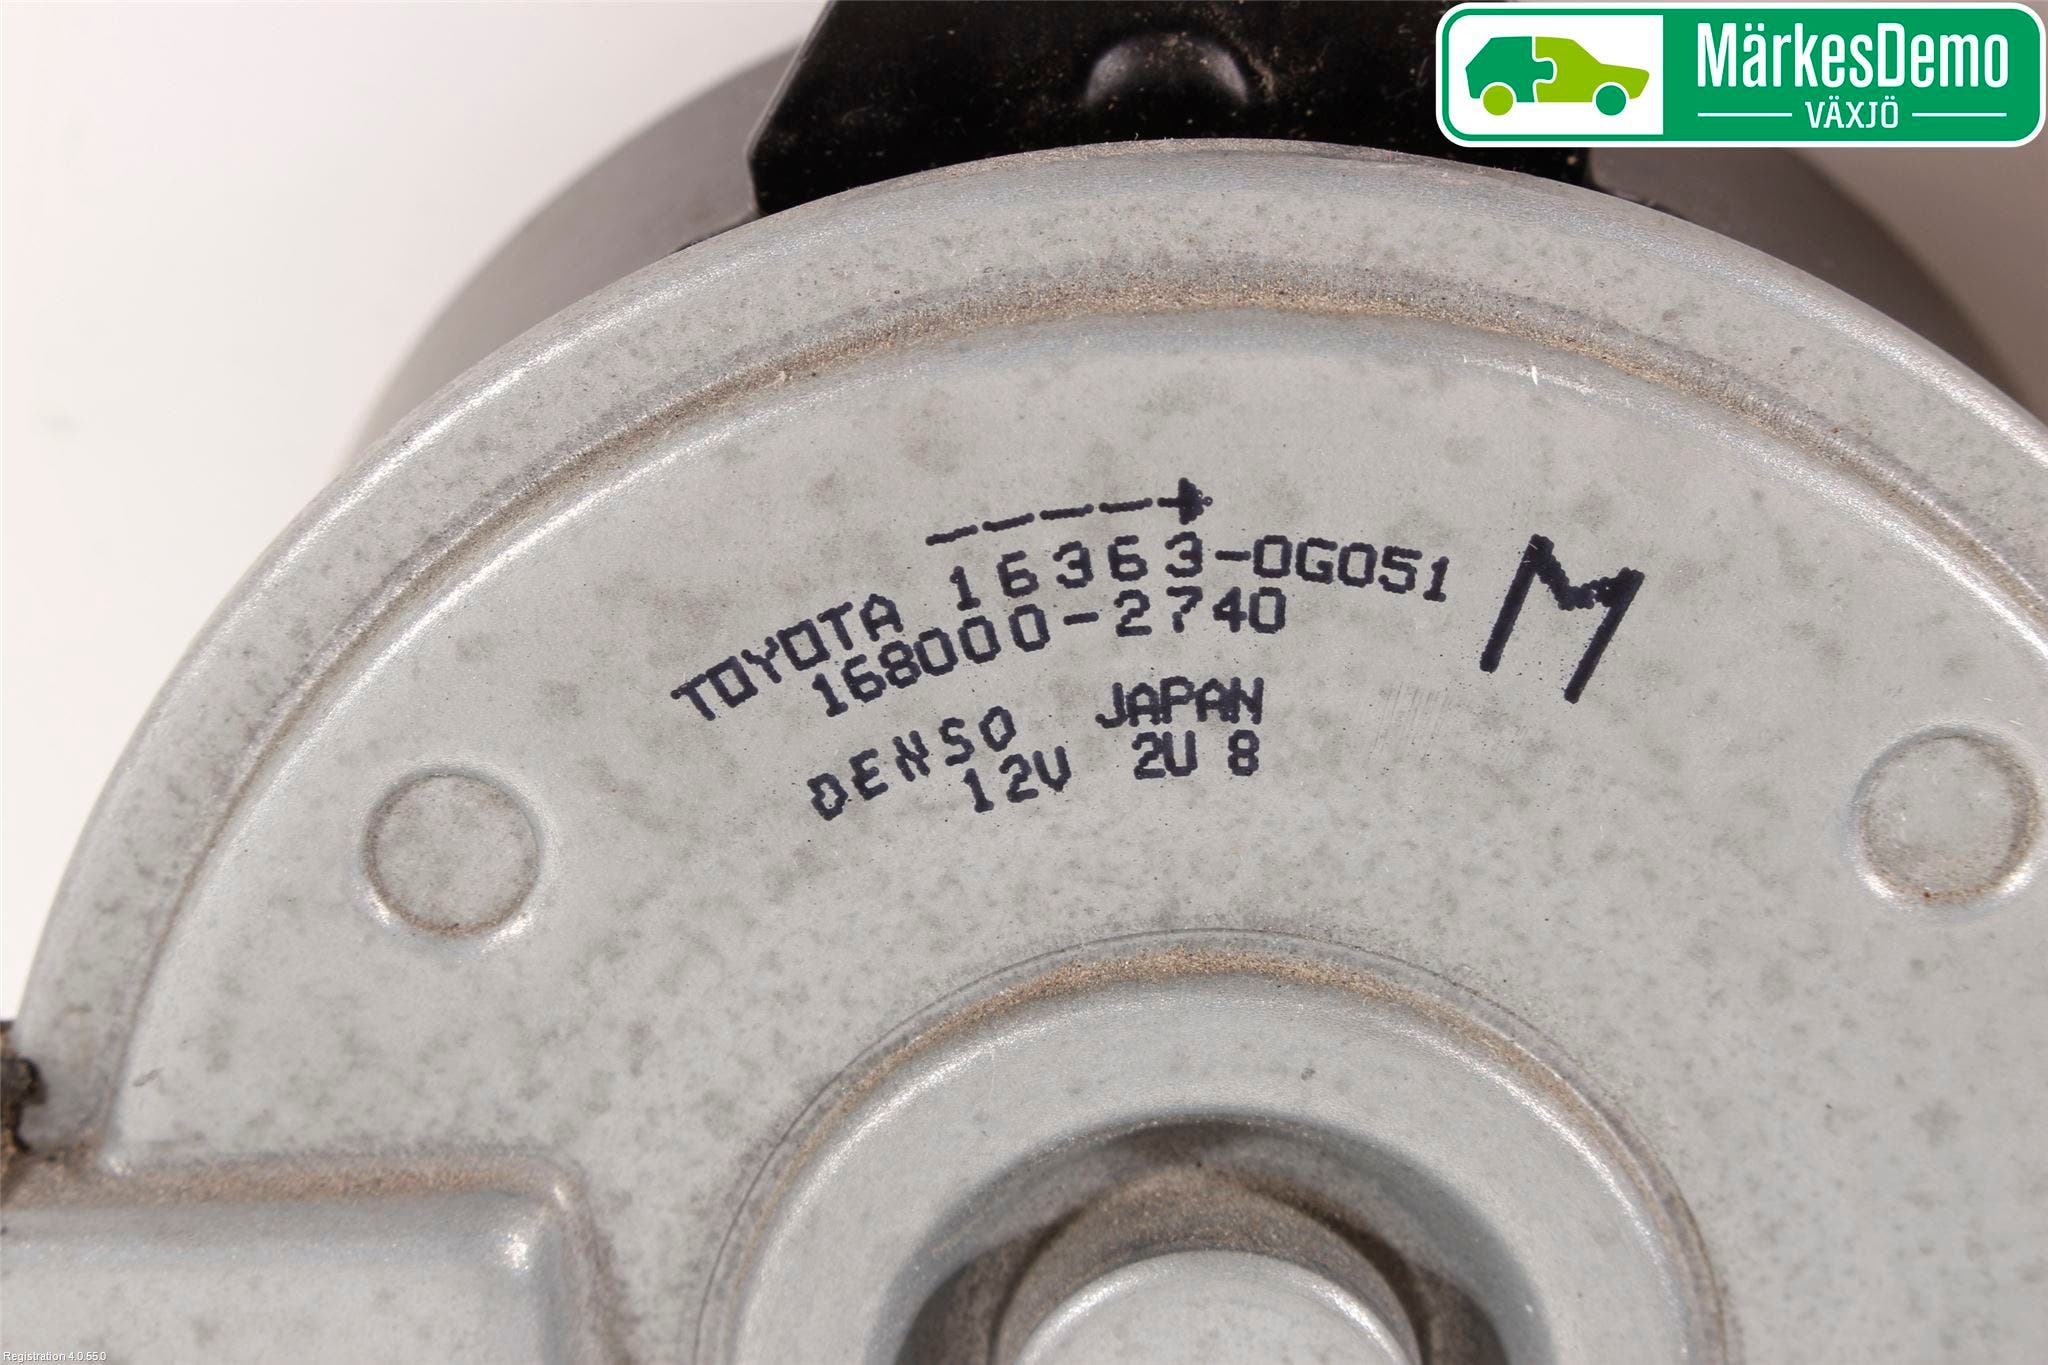 MärkesDemo
VÄXJÖ
TOYOTA 16363-0G051
168000-2740
M
DENSO JAPAN
12V 2U 8
Registration 4.0.55.0